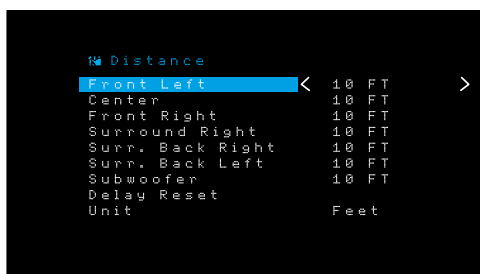 Distance
Front Left < 10 FT >
Center 10 FT
Front Right 10 FT
Surround Right 10 FT
Surr. Back Right 10 FT
Surr. Back Left 10 FT
Subwoofer 10 FT
Delay Reset
Unit Feet